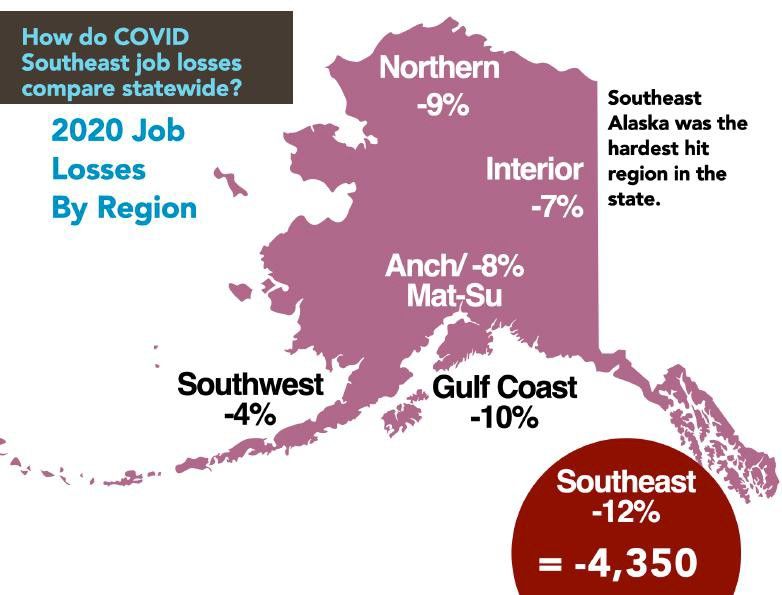 How do COVID
Southeast job losses
compare statewide?
2020 Job
Losses
By Region
Northern
-9%
Southeast
Alaska was the
hardest hit
region in the
state.
Interior
-7%
Anch/ -8%
Mat-Su
Southwest
-4%
Gulf Coast
-10%
Southeast
-12%
= -4,350